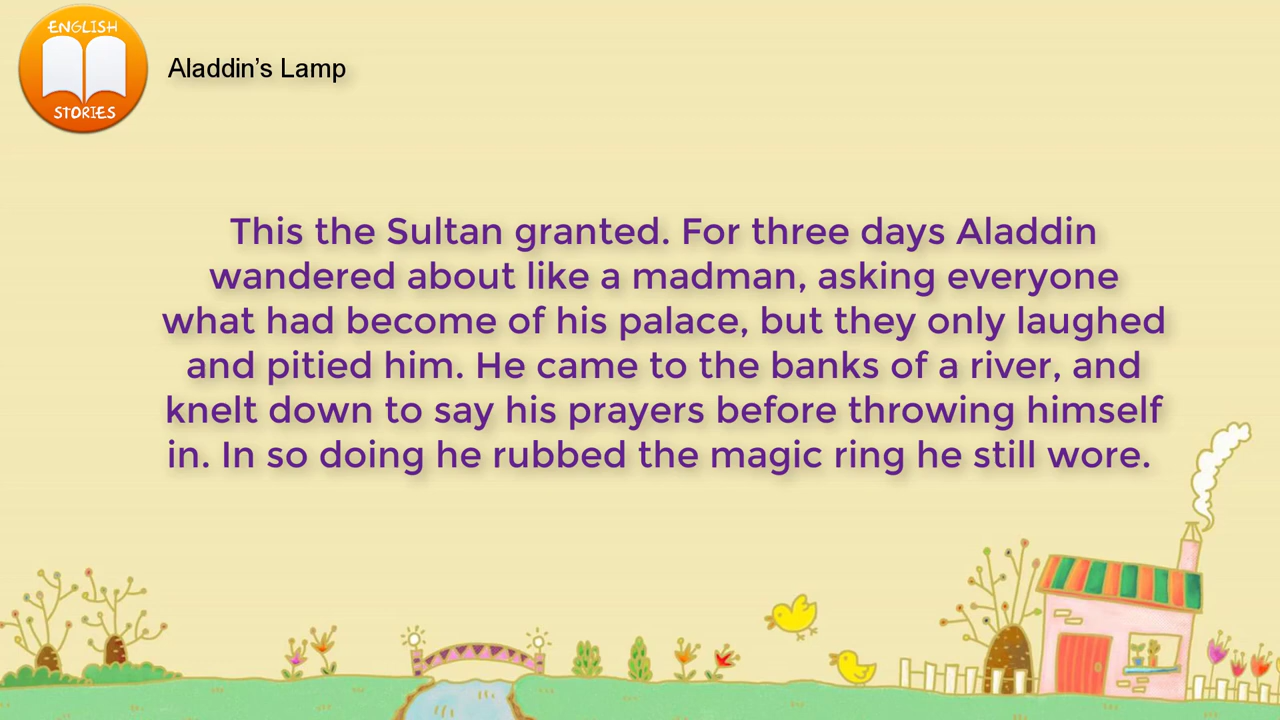 ENGLISH
STORIES
Aladdin’s Lamp
This the Sultan granted. For three days Aladdin
wandered about like a madman, asking everyone
what had become of his palace, but they only laughed
and pitied him. He came to the banks of a river, and
knelt down to say his prayers before throwing himself
in. In so doing he rubbed the magic ring he still wore.